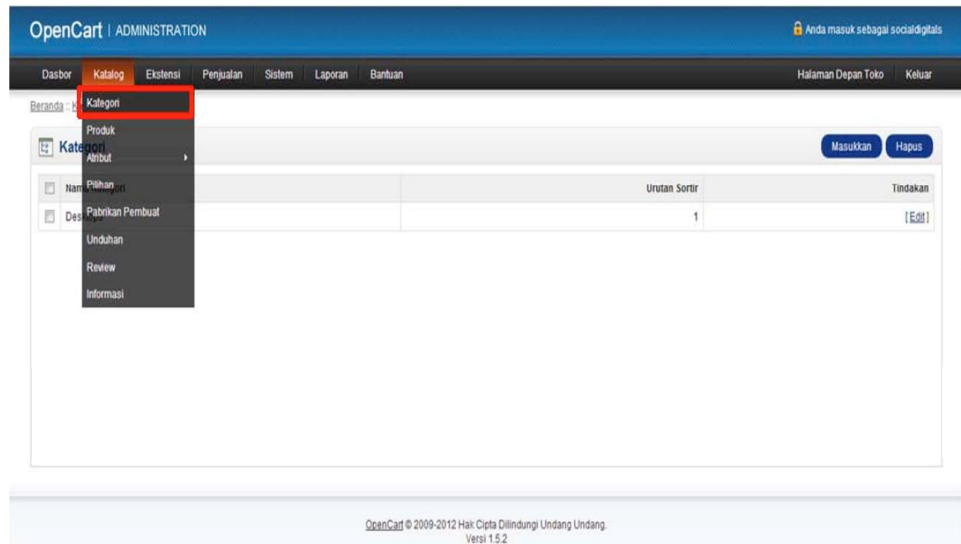 OpenCart | ADMINISTRATION
Anda masuk sebagai socialdigitals
Dasbor Katalog Ekstensi Penjualan Sistem Laporan Bantuan Halaman Depan Toko Keluar
Beranda ::
Kategori
Produk
Kategori
Masukkan Hapus
Atribut
Pilihan
Urutan Sortir Tindakan
Pabrikan Pembuat
1 [ Edit ]
Unduhan
Review
Informasi
OpenCart © 2009-2012 Hak Cipta Dilindungi Undang Undang.
Versi 1.5.2